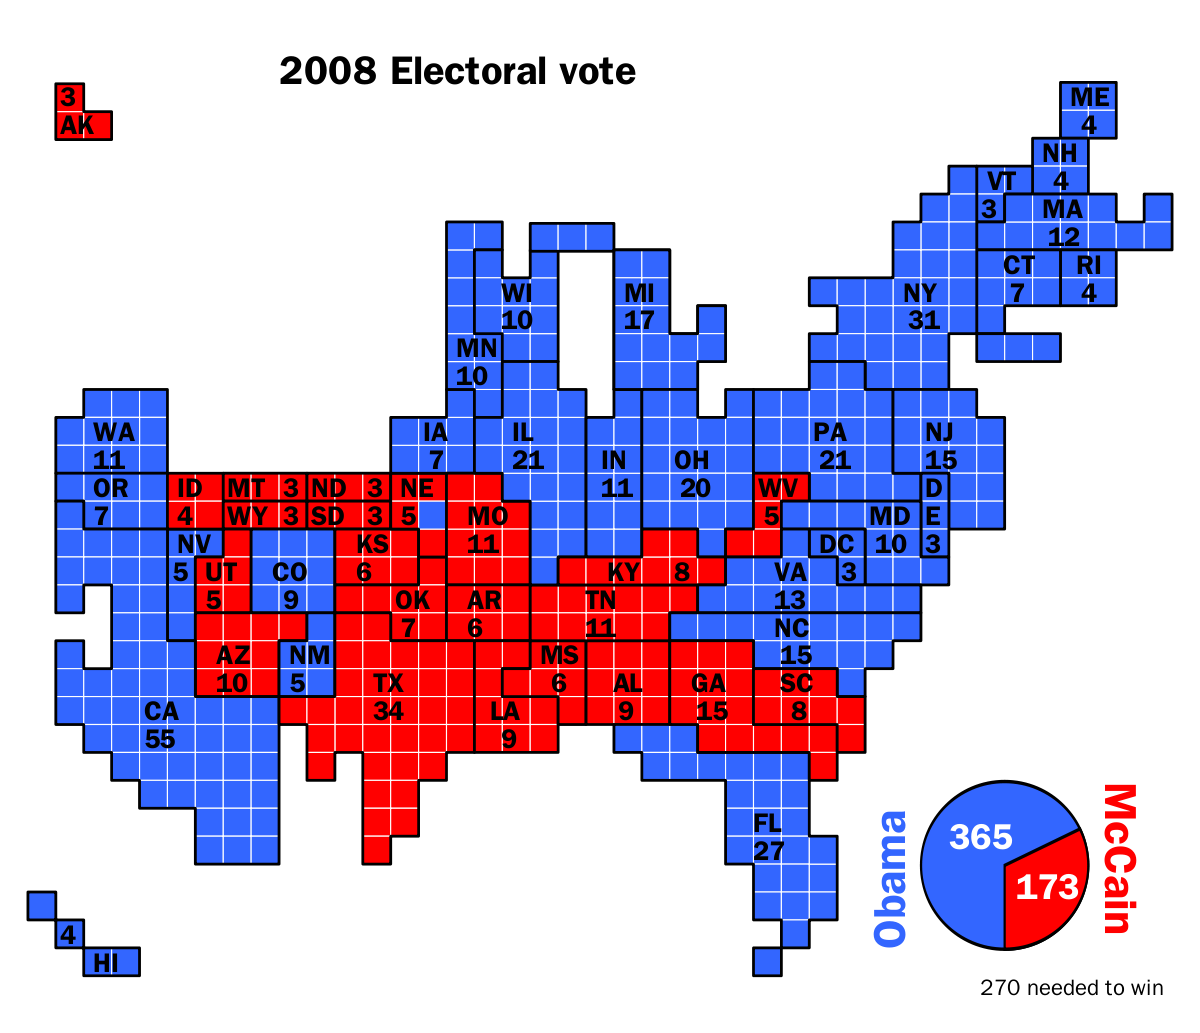 2008 Electoral vote
3
AK
ME
4
NH
4
VT
3
MA
12
CT
7
RI
4
NY
31
WI
10
MI
17
MN
10
WA
11
IA
7
IL
21
IN
11
OH
20
PA
21
NJ
15
OR
7
ID
4
MT 3
ND 3
NE
5
WY 3
SD 3
MO
11
WV
5
MD
10
D
E
3
DC
3
NV
5
UT
5
CO
9
KS
6
KY 8
VA
13
OK
7
AR
6
TN
11
NC
15
AZ
10
NM
5
TX
34
MS
6
AL
9
GA
15
SC
8
LA
9
CA
55
FL
27
4
HI
Obama
365
173
McCain
270 needed to win